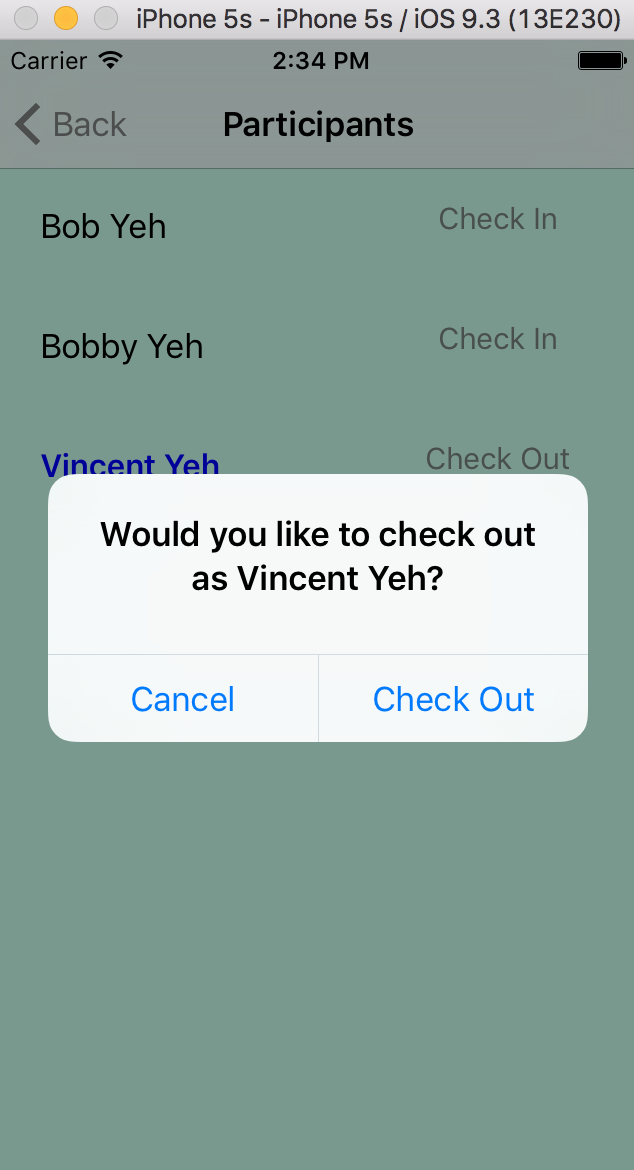 iPhone 5s - iPhone 5s / iOS 9.3 (13E230)
Carrier 2:34 PM
Back Participants
Bob Yeh Check In
Bobby Yeh Check In
Vincent Yeh Check Out
Would you like to check out
as Vincent Yeh?
Cancel Check Out